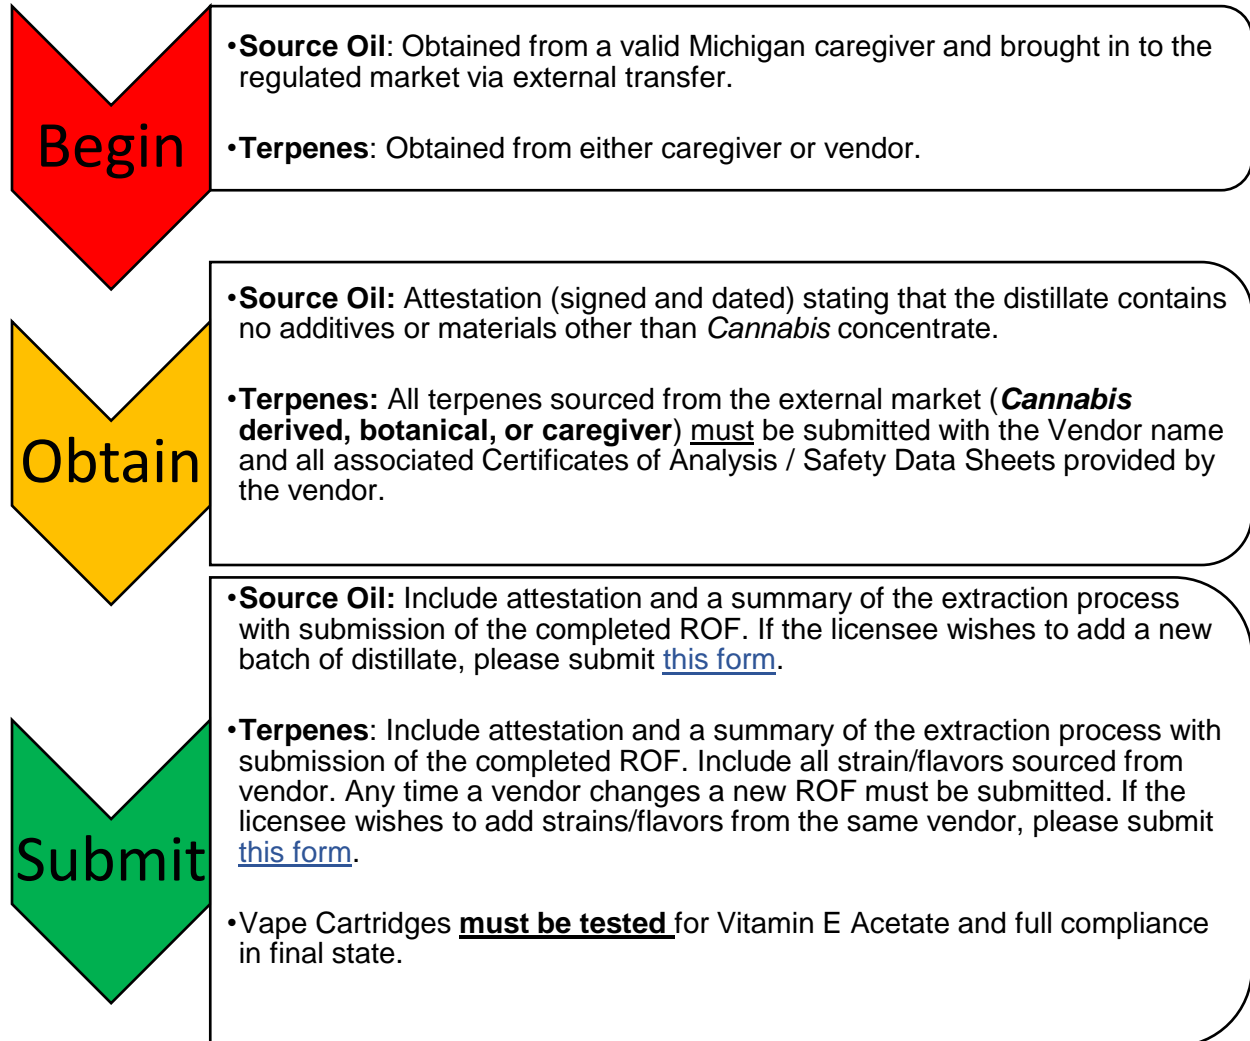 Begin
•Source Oil: Obtained from a valid Michigan caregiver and brought in to the
regulated market via external transfer.
•Terpenes: Obtained from either caregiver or vendor.
Obtain
•Source Oil: Attestation (signed and dated) stating that the distillate contains
no additives or materials other than Cannabis concentrate.
•Terpenes: All terpenes sourced from the external market (Cannabis
derived, botanical, or caregiver) must be submitted with the Vendor name
and all associated Certificates of Analysis / Safety Data Sheets provided by
the vendor.
Submit
•Source Oil: Include attestation and a summary of the extraction process
with submission of the completed ROF. If the licensee wishes to add a new
batch of distillate, please submit this form.
•Terpenes: Include attestation and a summary of the extraction process with
submission of the completed ROF. Include all strain/flavors sourced from
vendor. Any time a vendor changes a new ROF must be submitted. If the
licensee wishes to add strains/flavors from the same vendor, please submit
this form.
•Vape Cartridges must be tested for Vitamin E Acetate and full compliance
in final state.